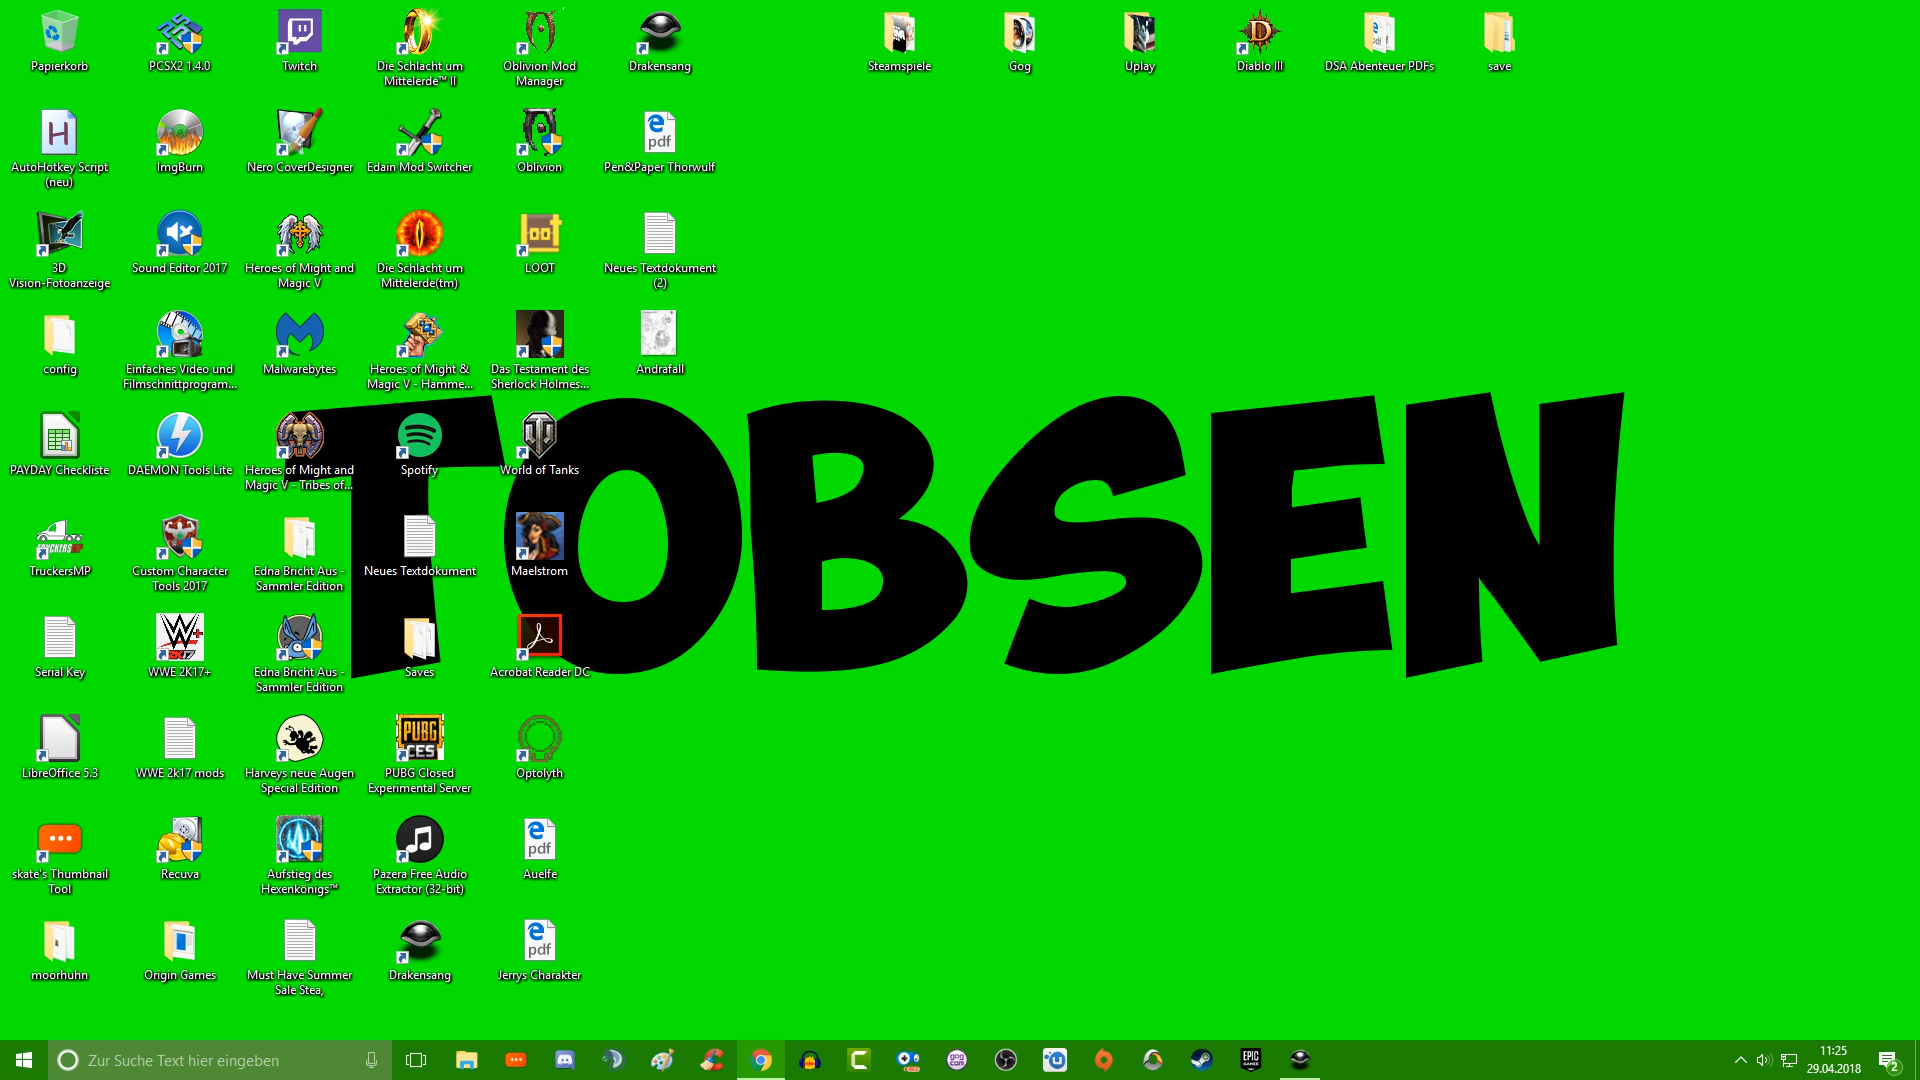 Papierkorb
PCSX2 1.4.0
Twitch
Die Schlacht um
Mittelerde™ II
Oblivion Mod
Manager
Drakensang
Steamspiele
Gog
Uplay
Diablo III
DSA Abenteuer PDFs
save
AutoHotkey Script
(neu)
ImgBurn
Nero CoverDesigner
Edain Mod Switcher
Oblivion
Pen&Paper Thorwulf
3D
Vision-Fotoanzeige
Sound Editor 2017
Heroes of Might and
Magic V
Die Schlacht um
Mittelerde(tm)
LOOT
Neues Textdokument
(2)
config
Einfaches Video und
Filmschnittprogram...
Malwarebytes
Heroes of Might &
Magic V - Hamme...
Das Testament des
Sherlock Holmes...
Andrafall
TOBSEN
PAYDAY Checkliste
DAEMON Tools Lite
Heroes of Might and
Magic V - Tribes of...
Spotify
World of Tanks
TruckersMP
Custom Character
Tools 2017
Edna Bricht Aus -
Sammler Edition
Neues Textdokument
Maelstrom
Serial Key
WWE 2K17+
Edna Bricht Aus -
Sammler Edition
Saves
Acrobat Reader DC
LibreOffice 5.3
WWE 2k17 mods
Harveys neue Augen
Special Edition
PUBG Closed
Experimental Server
Optolyth
skate's Thumbnail
Tool
Recuva
Aufstieg des
Hexenkönigs™
Pazera Free Audio
Extractor (32-bit)
Auelfe
moorhuhn
Origin Games
Must Have Summer
Sale Stea,
Drakensang
Jerrys Charakter
Zur Suche Text hier eingeben
11:25
29.04.2018
2